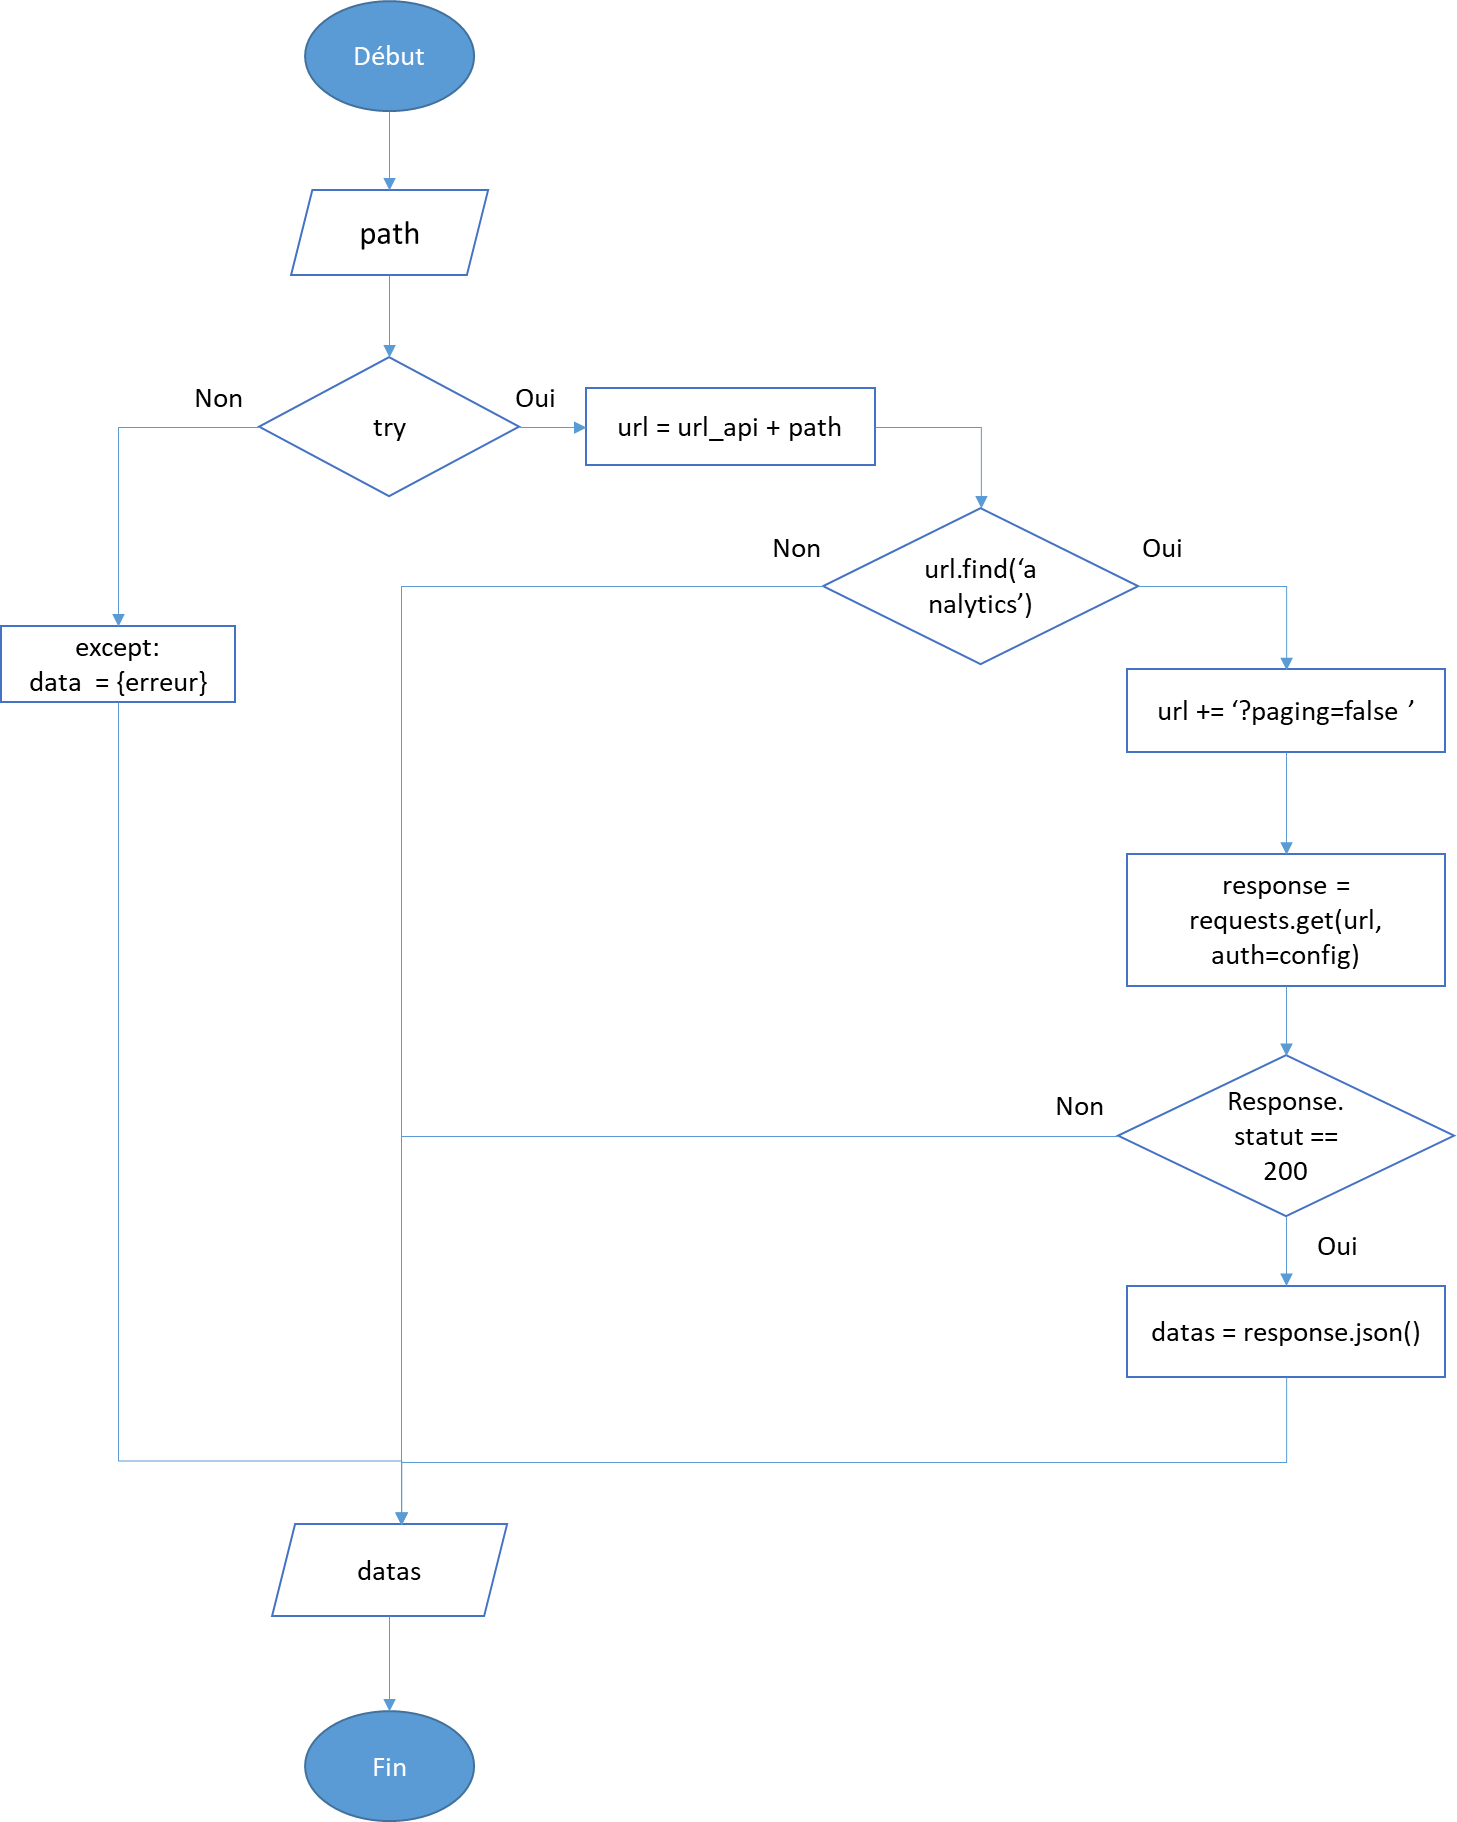 Début
path
Non
Oui
try
url = url_api + path
Non
Oui
url.find(‘a
nalytics’)
except:
data  = {erreur}
url += ‘?paging=false ’
response =
requests.get(url,
auth=config)
Non
Response.
statut ==
200
Oui
datas = response.json()
datas
Fin